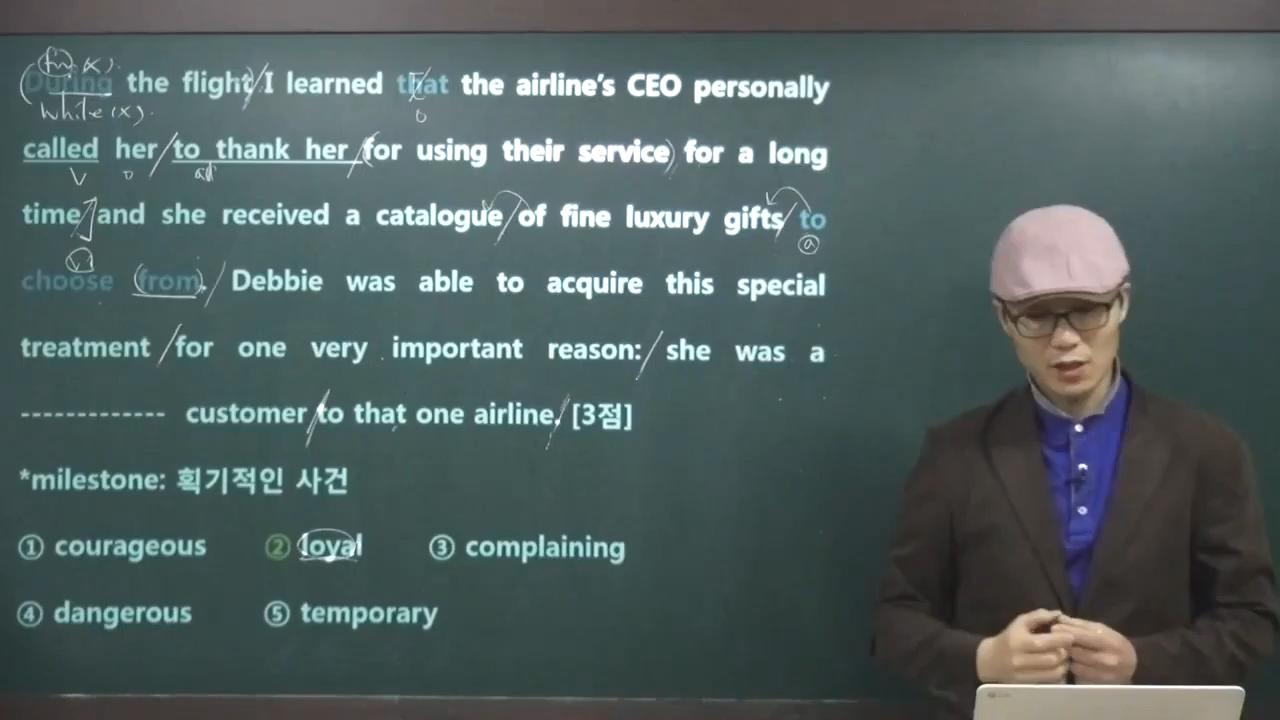 for (x).
During the flight I learned that the airline's CEO personally
while (x).
called her to thank her for using their service for a long
time and she received a catalogue of fine luxury gifts to
choose from. Debbie was able to acquire this special
treatment for one very important reason: she was a
------------- customer to that one airline. [3점]
*milestone: 획기적인 사건
① courageous ② loyal ③ complaining
④ dangerous ⑤ temporary